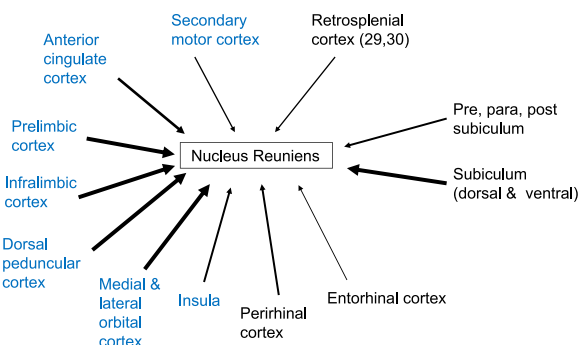 Secondary
motor cortex
Retrosplenial
cortex (29,30)
Anterior
cingulate
cortex
Pre, para, post
subiculum
Prelimbic
cortex
Nucleus Reuniens
Subiculum
(dorsal & ventral)
Infralimbic
cortex
Dorsal
peduncular
cortex
Medial &
lateral
orbital
cortex
Insula
Perirhinal
cortex
Entorhinal cortex